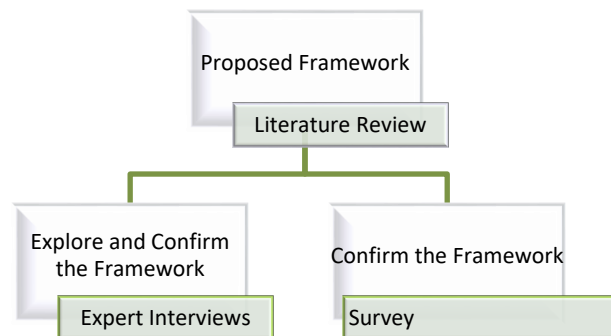 Proposed Framework
Literature Review
Explore and Confirm
the Framework
Expert Interviews
Confirm the Framework
Survey